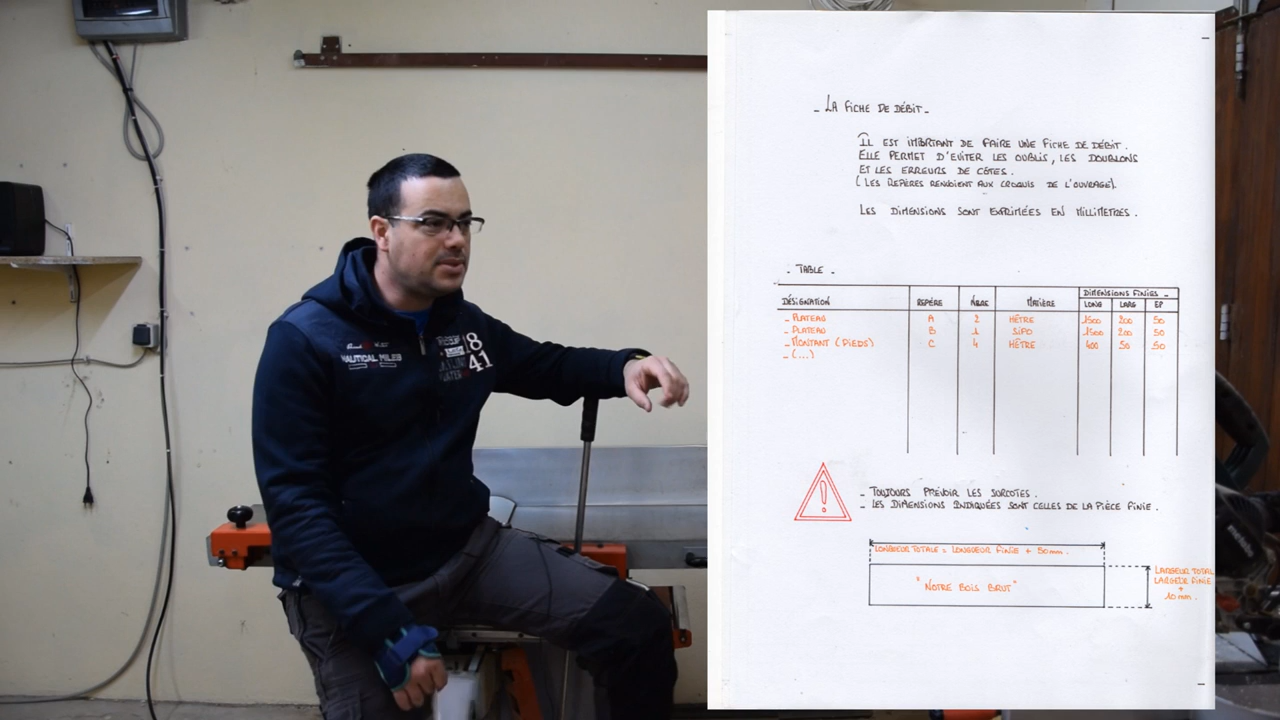 NAUTICAL MILES
18
41
- LA FICHE DE DÉBIT -
IL EST IMPORTANT DE FAIRE UNE FICHE DE DÉBIT.
ELLE PERMET D'EVITER LES OUBLIS, LES DOUBLONS
ET LES ERREURS DE CÔTES.
( LES REPÈRES RENVOIENT AUX CROQUIS DE L'OUVRAGE).
LES DIMENSIONS SONT EXPRIMÉES EN MILLIMETRES.
- TABLE -
DIMENSIONS FINIES -
DÉSIGNATION REPÈRE NBRE MATIÈRE LONG LARG EP
- PLATEAU A 2 HÊTRE 1500 200 50
- PLATEAU B 1 SIPO 1500 200 50
- MONTANT (PIEDS) C 4 HÊTRE 400 50 50
- (...)
!
- TOUJOURS PRÉVOIR LES SURCOTES.
- LES DIMENSIONS INDIQUÉES SONT CELLES DE LA PIÈCE FINIE.
LONGUEUR TOTALE = LONGUEUR FINIE + 50mm.
"NOTRE BOIS BRUT"
LARGEUR TOTAL
LARGEUR FINIE
+
10mm.